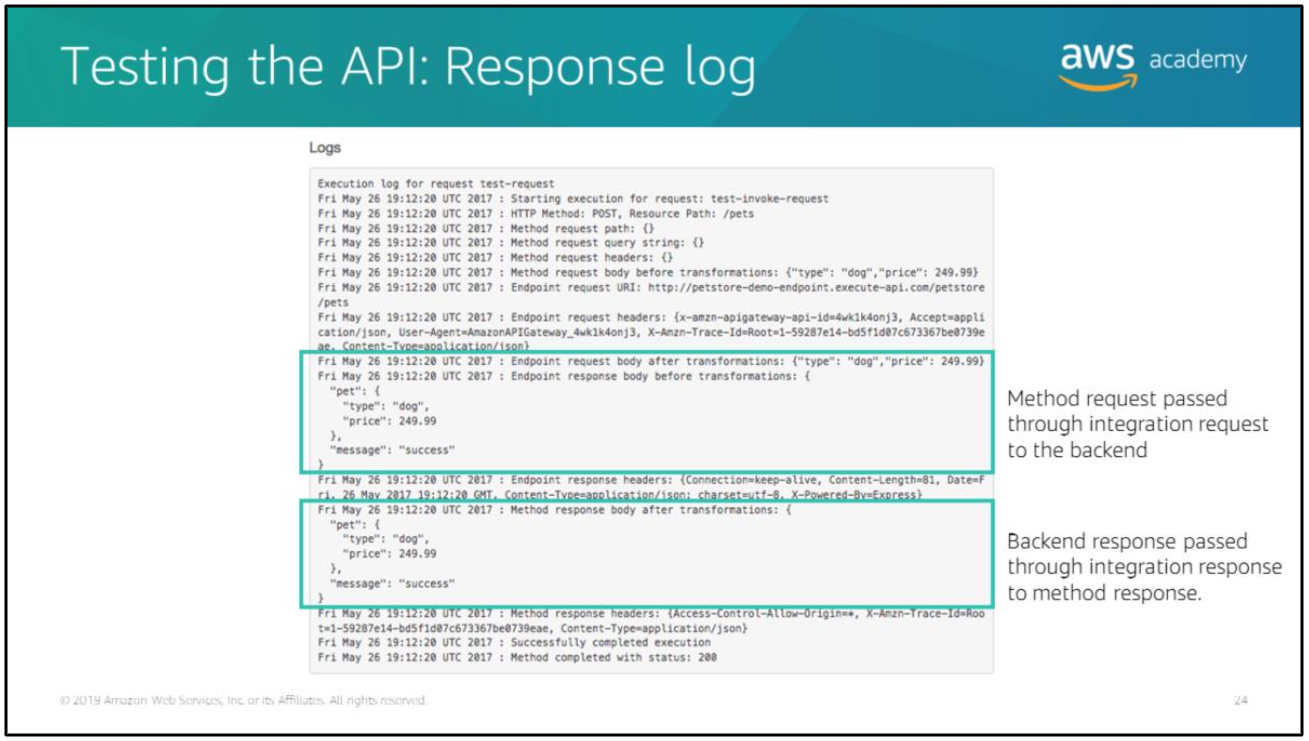 Testing the API: Response log
aws academy
Logs
Execution log for request test-request
Fri May 26 19:12:20 UTC 2017 : Starting execution for request: test-invoke-request
Fri May 26 19:12:20 UTC 2017 : HTTP Method: POST, Resource Path: /pets
Fri May 26 19:12:20 UTC 2017 : Method request path: {}
Fri May 26 19:12:20 UTC 2017 : Method request query string: {}
Fri May 26 19:12:20 UTC 2017 : Method request headers: {}
Fri May 26 19:12:20 UTC 2017 : Method request body before transformations: {"type": "dog","price": 249.99}
Fri May 26 19:12:20 UTC 2017 : Endpoint request URI: http://petstore-demo-endpoint.execute-api.com/petstore
/pets
Fri May 26 19:12:20 UTC 2017 : Endpoint request headers: {x-amzn-apigateway-api-id=4wk1k4onj3, Accept=appli
cation/json, User-Agent=AmazonAPIGateway_4wk1k4onj3, X-Amzn-Trace-Id=Root=1-59287e14-bd5f1d07c673367be0739e
ae, Content-Type=application/json}
Fri May 26 19:12:20 UTC 2017 : Endpoint request body after transformations: {"type": "dog","price": 249.99}
Fri May 26 19:12:20 UTC 2017 : Endpoint response body before transformations: {
"pet": {
"type": "dog",
"price": 249.99
},
"message": "success"
}
Method request passed
through integration request
to the backend
Fri May 26 19:12:20 UTC 2017 : Endpoint response headers: {Connection=keep-alive, Content-Length=81, Date=F
ri, 26 May 2017 19:12:20 GMT, Content-Type=application/json; charset=utf-8, X-Powered-By=Express}
Fri May 26 19:12:20 UTC 2017 : Method response body after transformations: {
"pet": {
"type": "dog",
"price": 249.99
},
"message": "success"
}
Backend response passed
through integration response
to method response.
Fri May 26 19:12:20 UTC 2017 : Method response headers: {Access-Control-Allow-Origin=*, X-Amzn-Trace-Id=Roo
t=1-59287e14-bd5f1d07c673367be0739eae, Content-Type=application/json}
Fri May 26 19:12:20 UTC 2017 : Successfully completed execution
Fri May 26 19:12:20 UTC 2017 : Method completed with status: 200
© 2019 Amazon Web Services, Inc. or its Affiliates. All rights reserved.
24